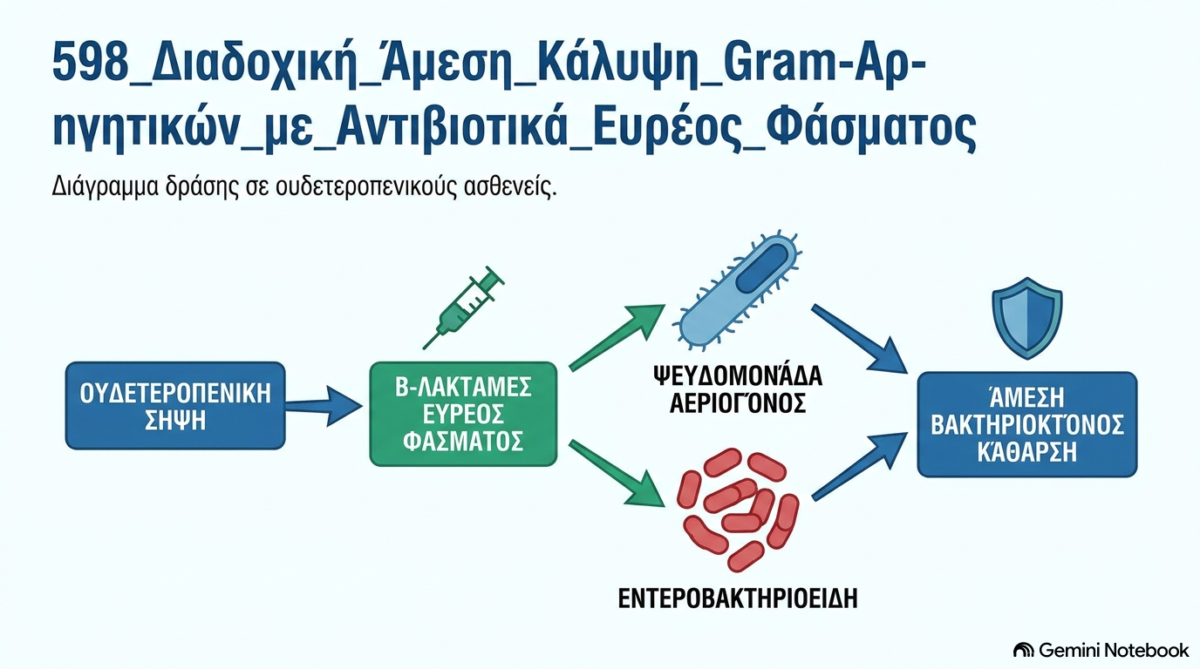 598_Διαδοχική_Άμεση_Κάλυψη_Gram-Αρ-
ηνητικών_με_Αντιβιοτικά_Ευρέος_Φάσματος
Διάγραμμα δράσης σε ουδετεροπενικούς ασθενείς.
ΟΥΔΕΤΕΡΟΠΕΝΙΚΗ
ΣΗΨΗ
Β-ΛΑΚΤΑΜΕΣ
ΕΥΡΕΟΣ
ΦΑΣΜΑΤΟΣ
ΨΕΥΔΟΜΟΝΆΔΑ
ΑΕΡΙΟΓΌΝΟΣ
ΕΝΤΕΡΟΒΑΚΤΗΡΙΟΕΙΔΗ
ΆΜΕΣΗ
ΒΑΚΤΗΡΙΟΚΤΌΝΟΣ
ΚΆΘΑΡΣΗ
Gemini Notebook